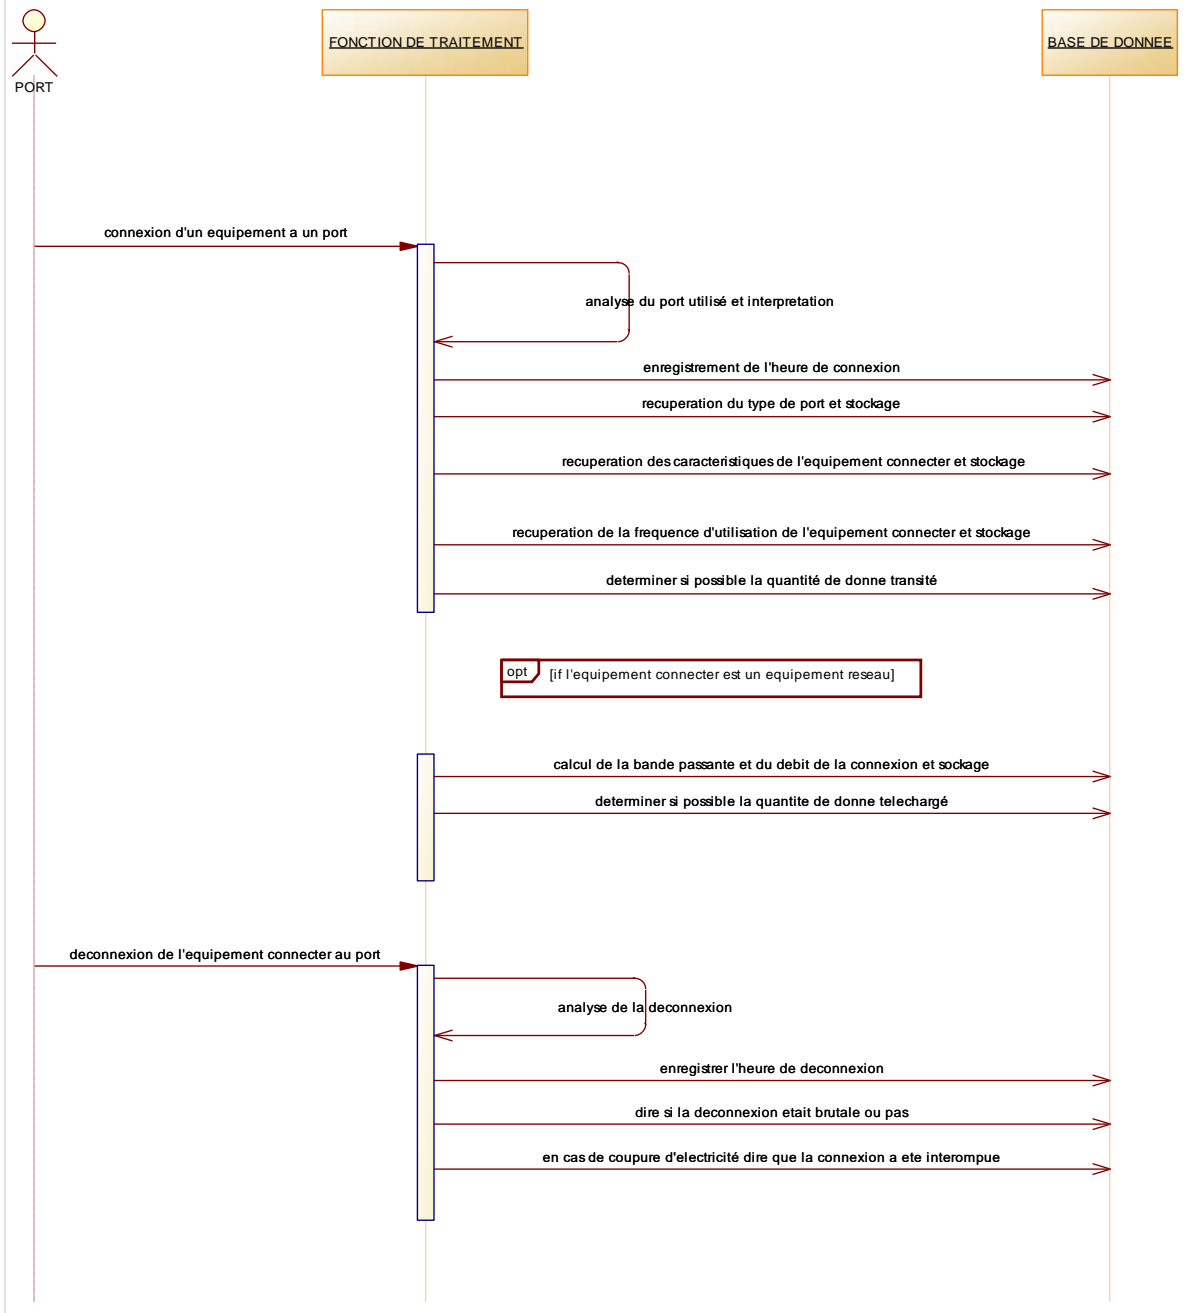 PORT
FONCTION DE TRAITEMENT
BASE DE DONNEE
connexion d'un equipement a un port
analyse du port utilisé et interpretation
enregistrement de l'heure de connexion
recuperation du type de port et stockage
recuperation des caracteristiques de l'equipement connecter et stockage
recuperation de la frequence d'utilisation de l'equipement connecter et stockage
determiner si possible la quantité de donne transité
opt
[if l'equipement connecter est un equipement reseau]
calcul de la bande passante et du debit de la connexion et sockage
determiner si possible la quantite de donne telechargé
deconnexion de l'equipement connecter au port
analyse de la deconnexion
enregistrer l'heure de deconnexion
dire si la deconnexion etait brutale ou pas
en cas de coupure d'electricité dire que la connexion a ete interompue